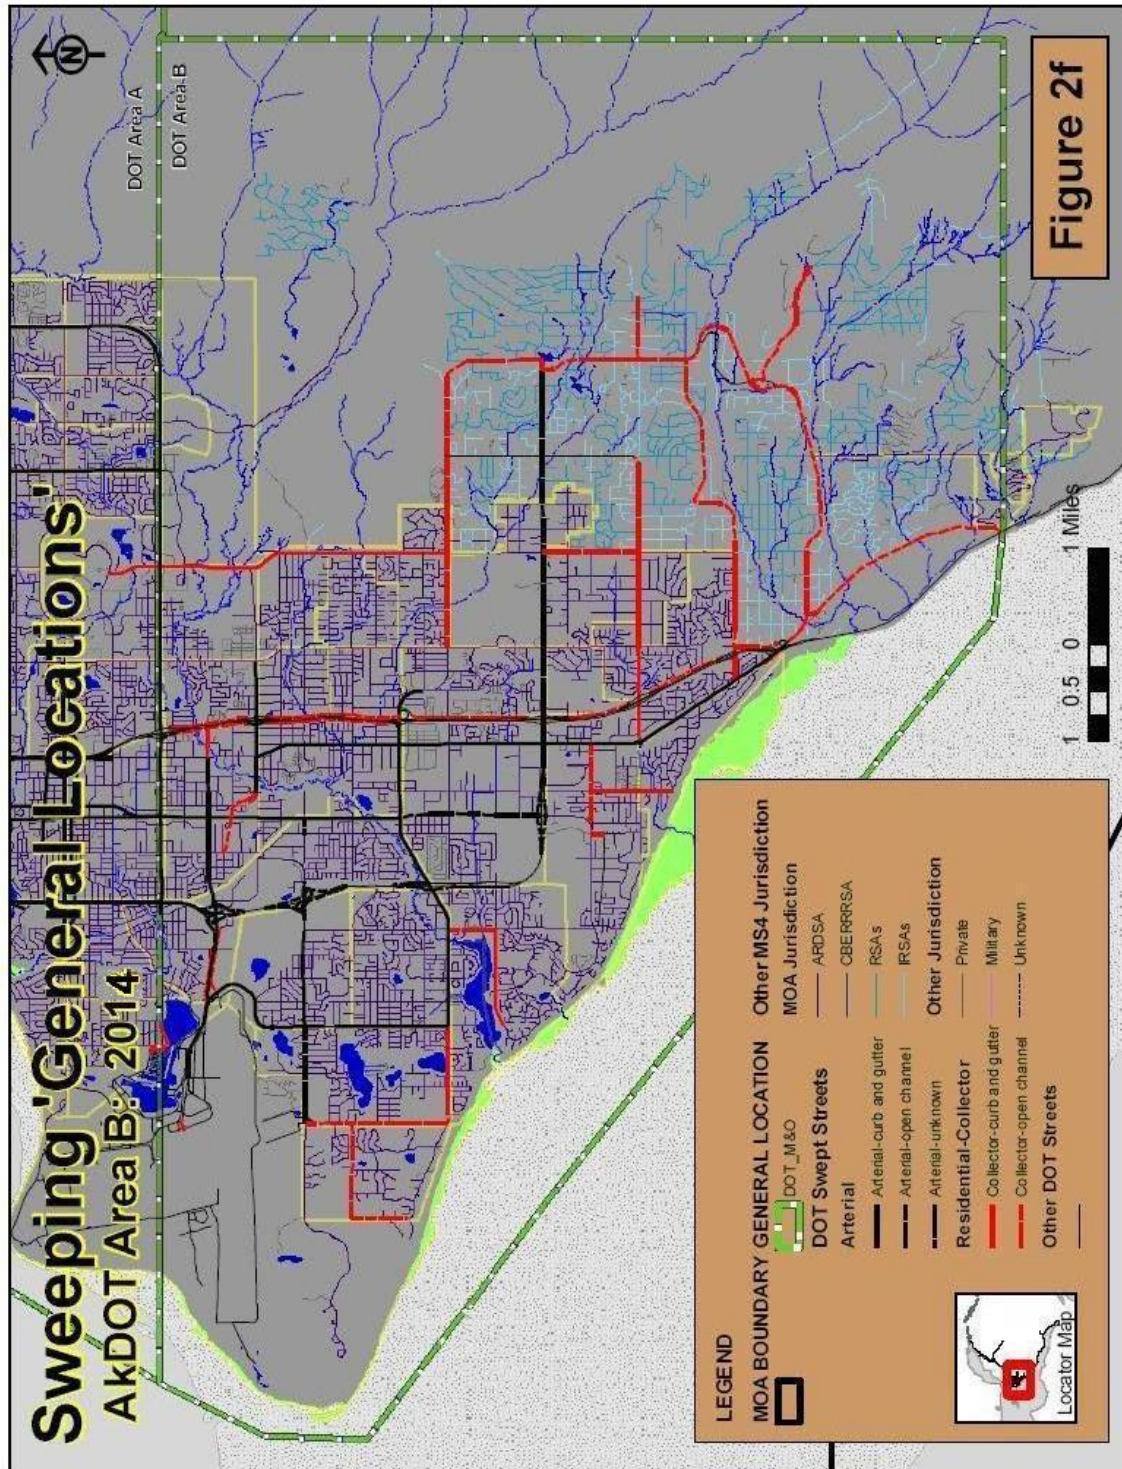 Sweeping 'General Locations'
AkDOT Area B: 2014
N
DOT Area A
DOT Area B
Figure 2f
1 0.5 0 1 Miles
LEGEND
MOA BOUNDARY GENERAL LOCATION
DOT_M&O
DOT Swept Streets
Arterial
Arterial-curb and gutter
Arterial-open channel
Arterial-unknown
Residential-Collector
Collector-curb and gutter
Collector-open channel
Other DOT Streets
Other MS4 Jurisdiction
MOA Jurisdiction
ARDSA
CBERRRSA
RSAs
IRSAs
Other Jurisdiction
Private
Military
Unknown
Locator Map